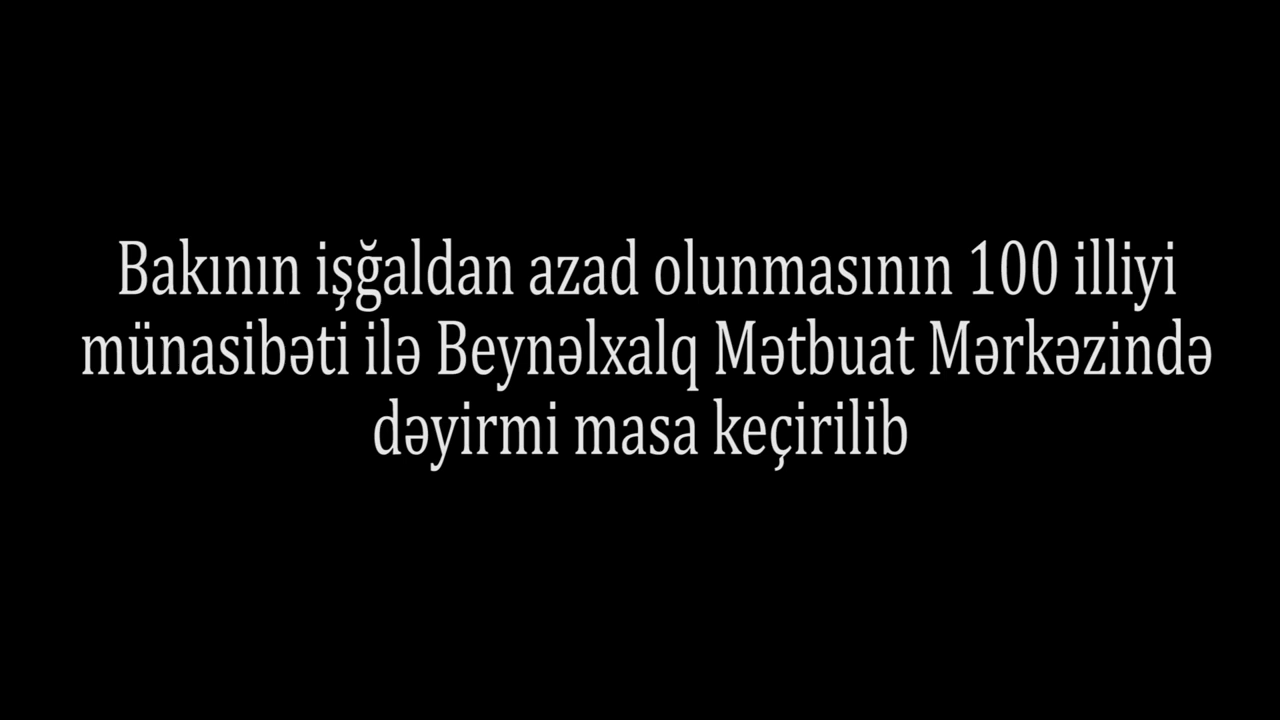 Bakının işğaldan azad olunmasının 100 illiyi
münasibəti ilə Beynəlxalq Mətbuat Mərkəzində
dəyirmi masa keçirilib